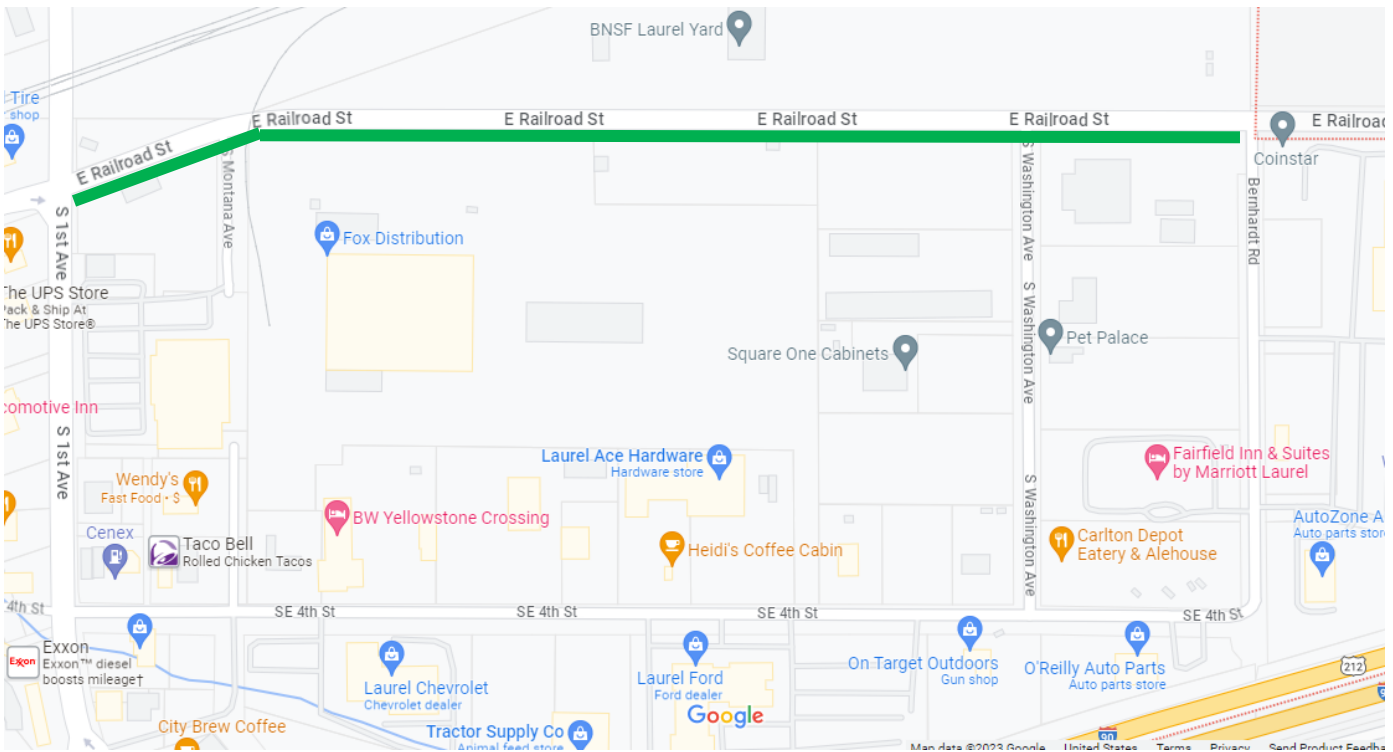 BNSF Laurel Yard
Tire
shop
E Railroad St
E Railroad St
E Railroad St
E Railroad St
E Railroad St
E Railroad
Coinstar
S Montana Ave
S Washington Ave
Bernhardt Rd
S 1st Ave
Fox Distribution
The UPS Store
Pack & Ship At
The UPS Store®
S Washington Ave
Pet Palace
Square One Cabinets
comotive Inn
S 1st Ave
Laurel Ace Hardware
Hardware store
Fairfield Inn & Suites
by Marriott Laurel
Wendy's
Fast Food • $
S Washington Ave
BW Yellowstone Crossing
AutoZone A
Auto parts store
Cenex
Taco Bell
Rolled Chicken Tacos
Heidi's Coffee Cabin
Carlton Depot
Eatery & Alehouse
4th St
SE 4th St
SE 4th St
SE 4th St
SE 4th St
Exxon
Exxon
Exxon™ diesel
boosts mileage†
On Target Outdoors
Gun shop
O'Reilly Auto Parts
Auto parts store
212
Laurel Chevrolet
Chevrolet dealer
Laurel Ford
Ford dealer
Google
City Brew Coffee
Tractor Supply Co
Animal feed store
90
Map data ©2023 Google
United States
Terms
Privacy
Send Product Feedb